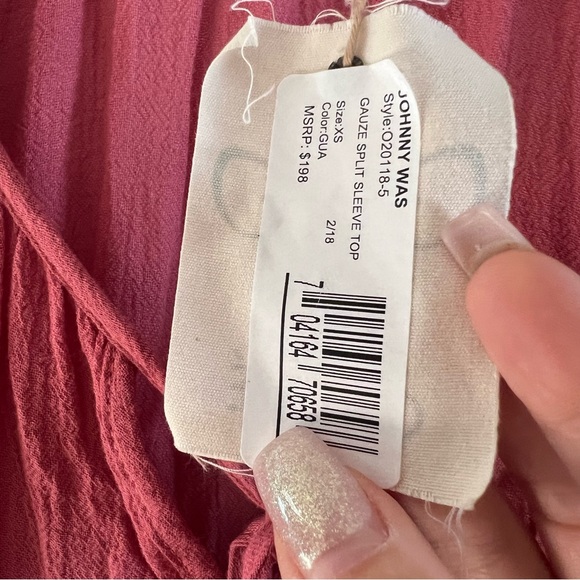 JOHNNY WAS
Style:O20118-5
GAUZE SPLIT SLEEVE TOP
Size:XS
Color:GUA 2/18
MSRP: $198
7 04164 70658